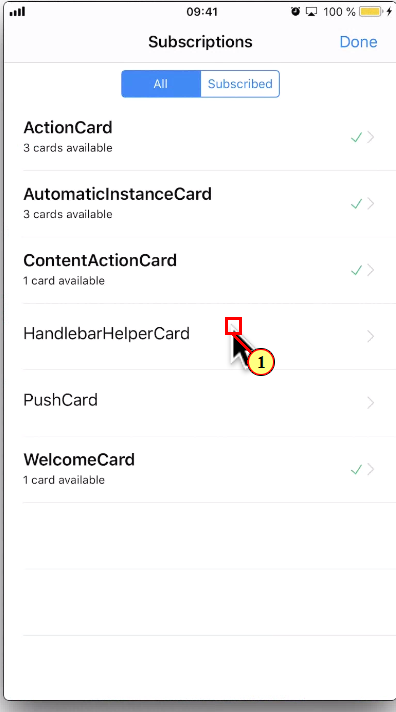 09:41
100 %
Subscriptions
Done
All
Subscribed
ActionCard
3 cards available
AutomaticInstanceCard
3 cards available
ContentActionCard
1 card available
HandlebarHelperCard
1
PushCard
WelcomeCard
1 card available